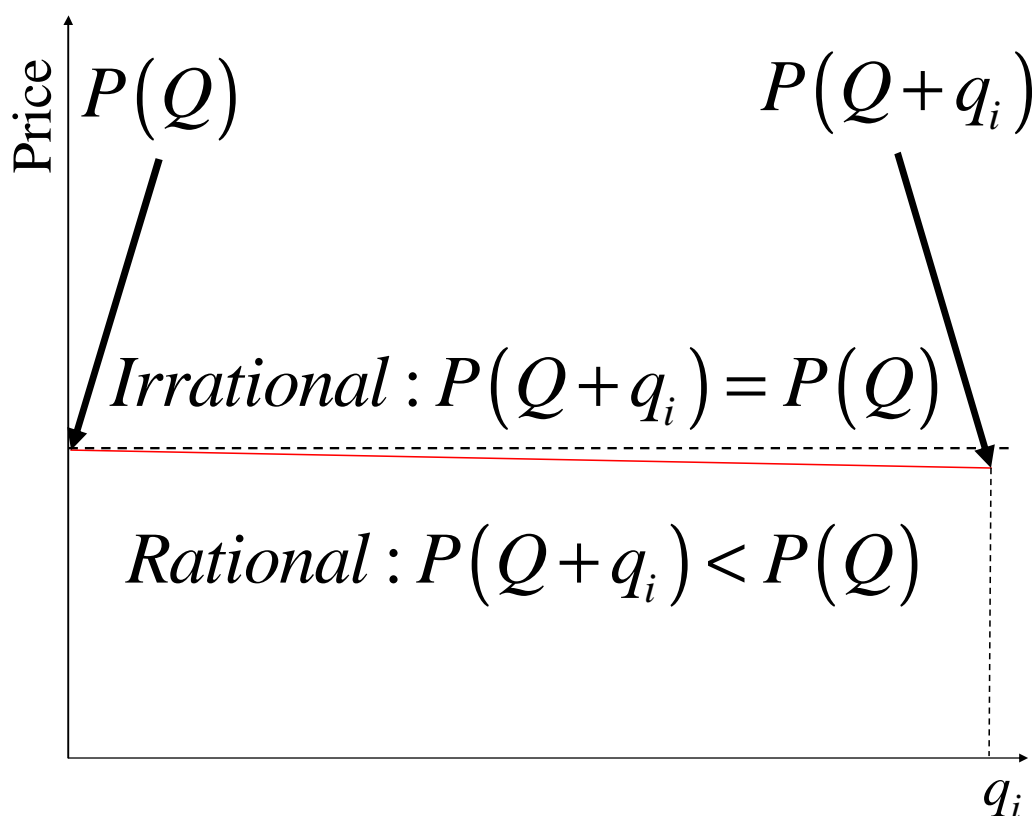 Price
P(Q)
P(Q + q_i)
Irrational : P(Q + q_i) = P(Q)
Rational : P(Q + q_i) < P(Q)
q_i